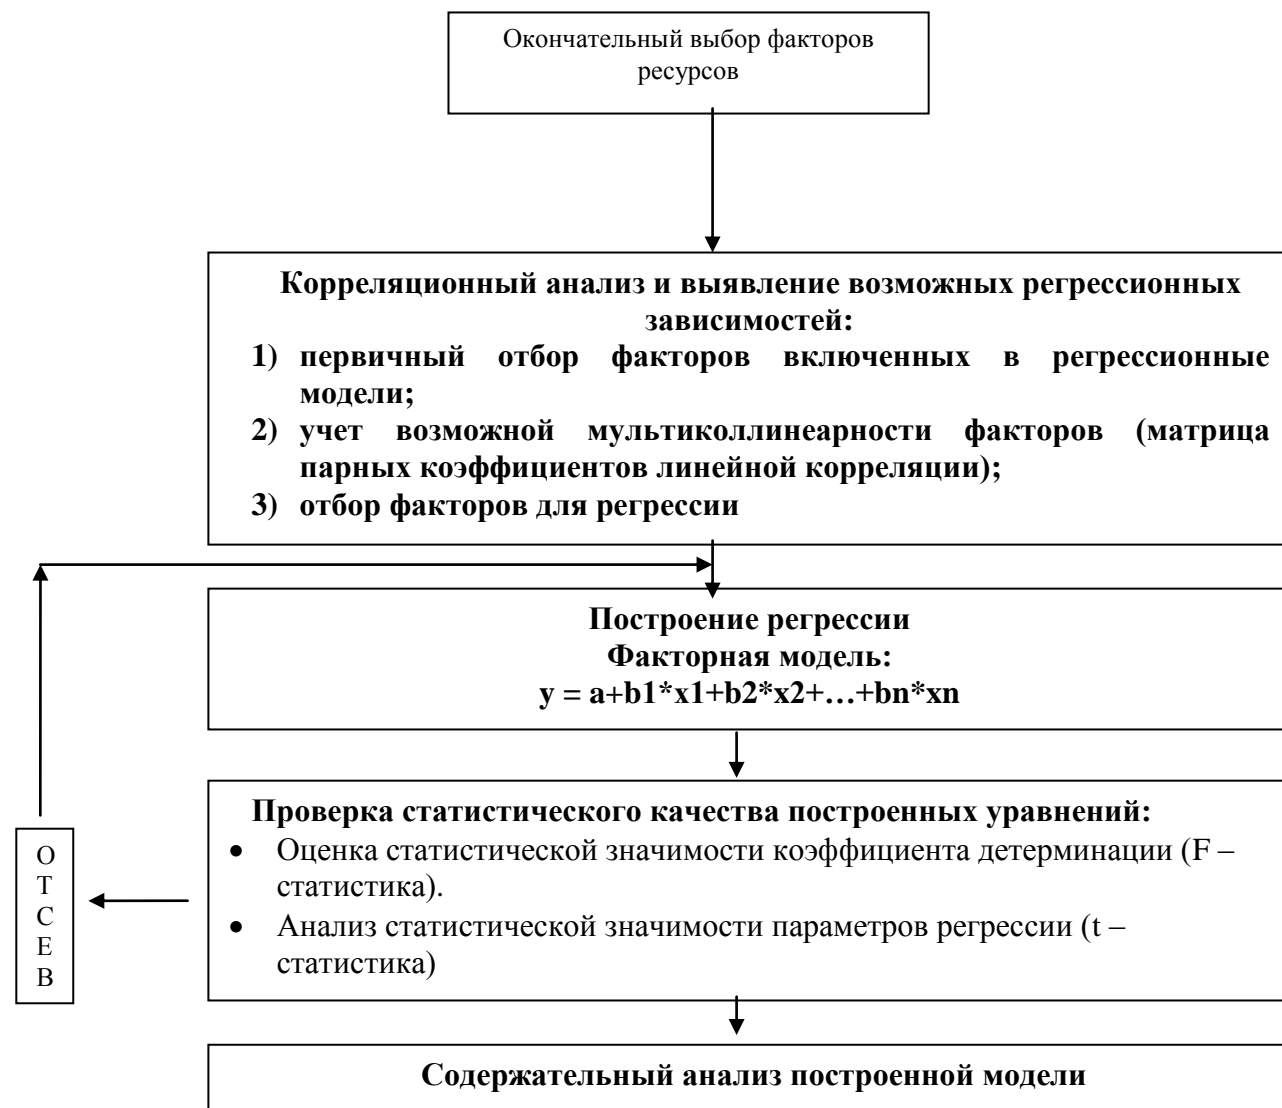 Окончательный выбор факторов
ресурсов
Корреляционный анализ и выявление возможных регрессионных
зависимостей:
1) первичный отбор факторов включенных в регрессионные
модели;
2) учет возможной мультиколлинеарности факторов (матрица
парных коэффициентов линейной корреляции);
3) отбор факторов для регрессии
Построение регрессии
Факторная модель:
y = a+b1*x1+b2*x2+…+bn*xn
Проверка статистического качества построенных уравнений:
• Оценка статистической значимости коэффициента детерминации (F –
статистика).
• Анализ статистической значимости параметров регрессии (t –
статистика)
О
Т
С
Е
В
Содержательный анализ построенной модели